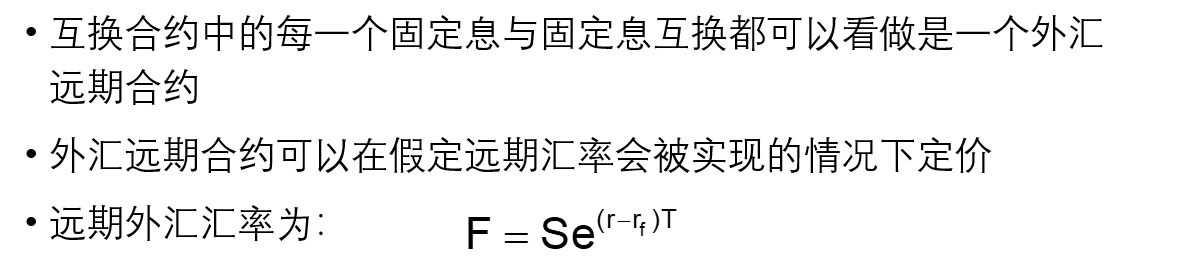 • 互换合约中的每一个固定息与固定息互换都可以看做是一个外汇
远期合约
• 外汇远期合约可以在假定远期汇率会被实现的情况下定价
• 远期外汇汇率为： F = Se^{(r−r_f)T}